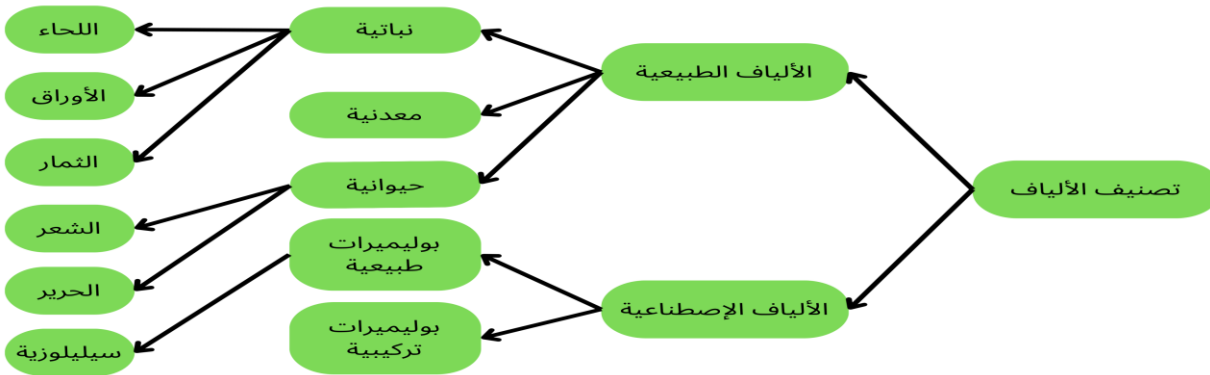 تصنيف الألياف
الألياف الطبيعية
نباتية
اللحاء
الأوراق
الثمار
معدنية
حيوانية
الشعر
الحرير
الألياف الإصطناعية
بوليميرات
طبيعية
سيليلوزية
بوليميرات
تركيبية